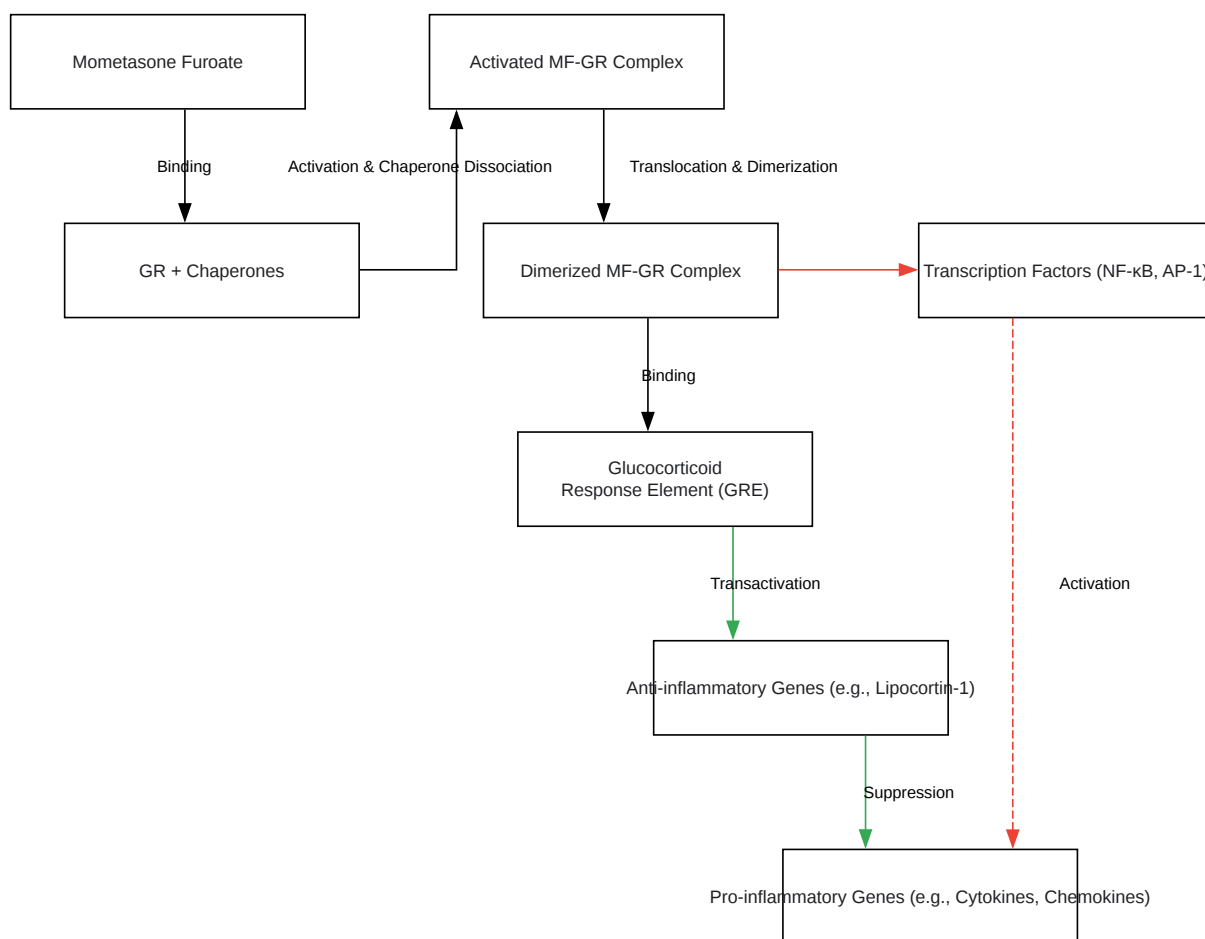 Mometasone Furoate
Activated MF-GR Complex
Binding
Activation & Chaperone Dissociation
Translocation & Dimerization
GR + Chaperones
Dimerized MF-GR Complex
Transcription Factors (NF-κB, AP-1)
Binding
Glucocorticoid
Response Element (GRE)
Transactivation
Activation
Anti-inflammatory Genes (e.g., Lipocortin-1)
Suppression
Pro-inflammatory Genes (e.g., Cytokines, Chemokines)